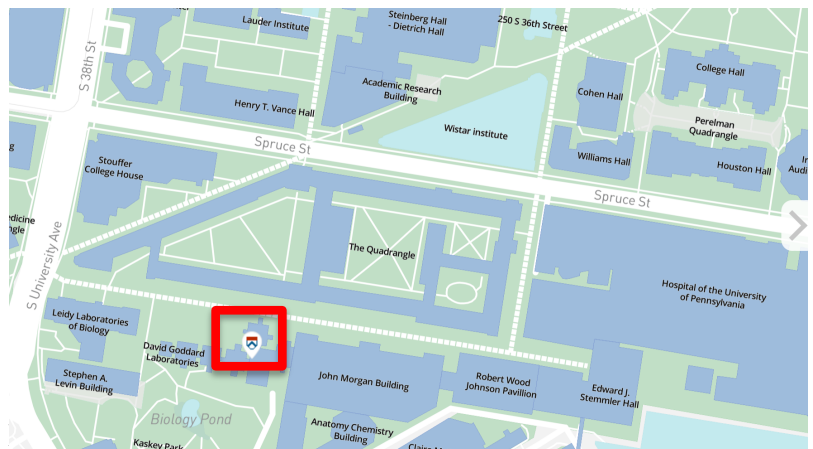 Lauder Institute
Steinberg Hall
- Dietrich Hall
250 S 36th Street
S 38th St
College Hall
Academic Research
Building
Cohen Hall
Henry T. Vance Hall
Perelman
Quadrangle
Wistar institute
Spruce St
Williams Hall
Houston Hall
Stouffer
College House
Spruce St
The Quadrangle
S University Ave
Hospital of the University
of Pennsylvania
Leidy Laboratories
of Biology
David Goddard
Laboratories
Stephen A.
Levin Building
John Morgan Building
Robert Wood
Johnson Pavillion
Edward J.
Stemmler Hall
Biology Pond
Anatomy Chemistry
Building
Kaskey Park